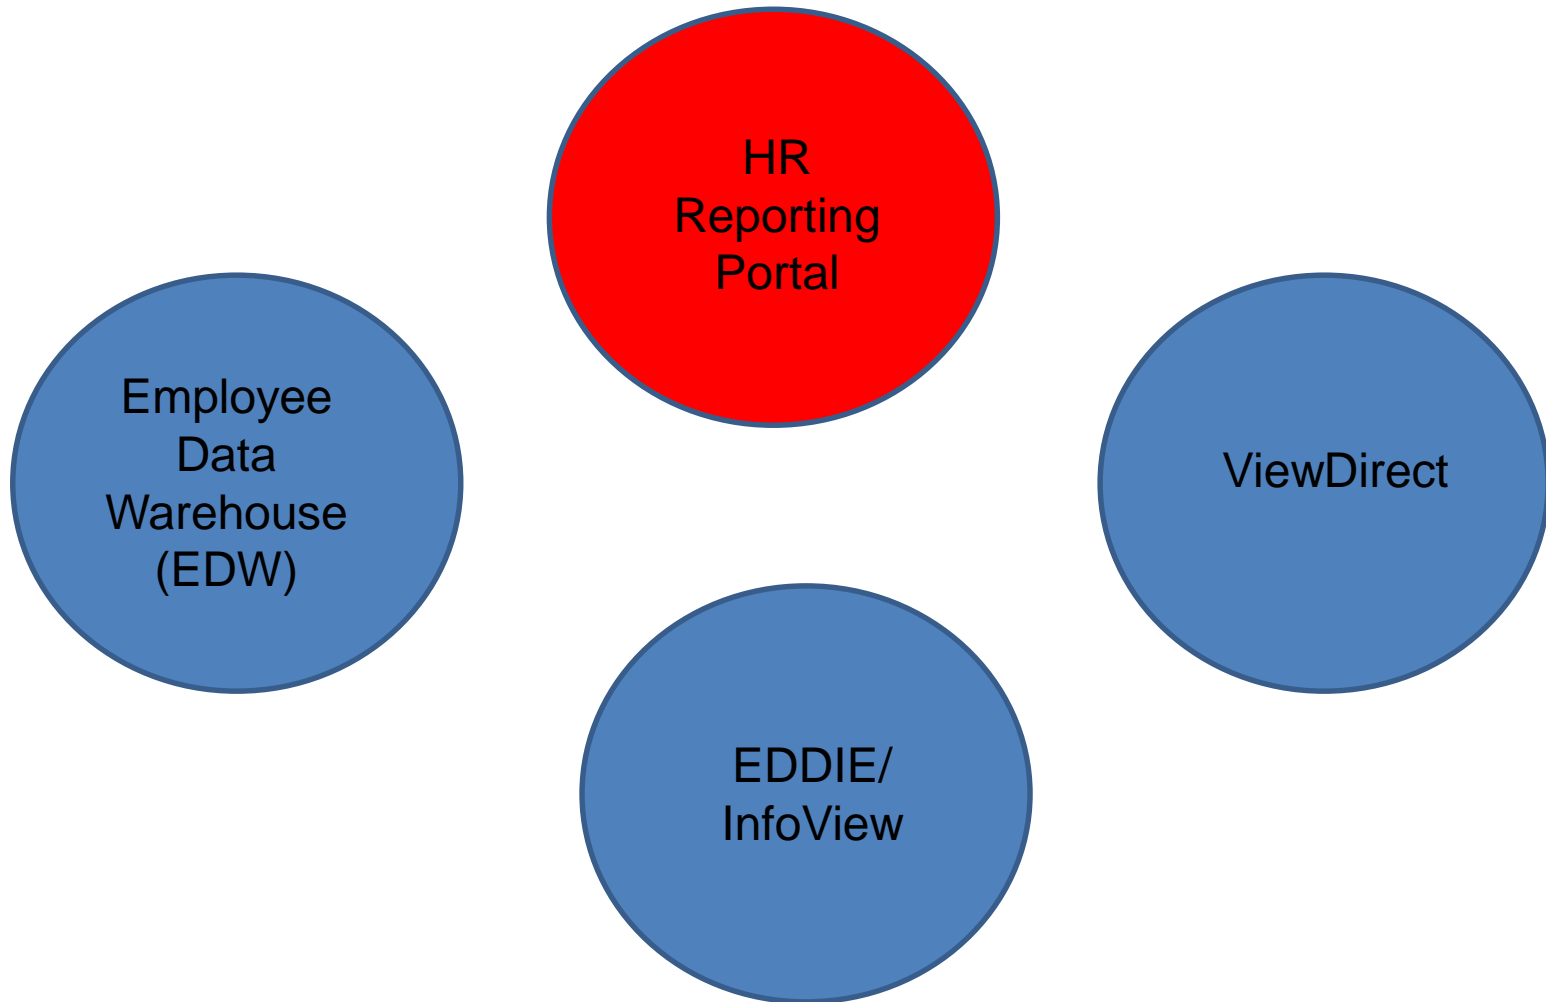 HR
Reporting
Portal
Employee
Data
Warehouse
(EDW)
ViewDirect
EDDIE/
InfoView